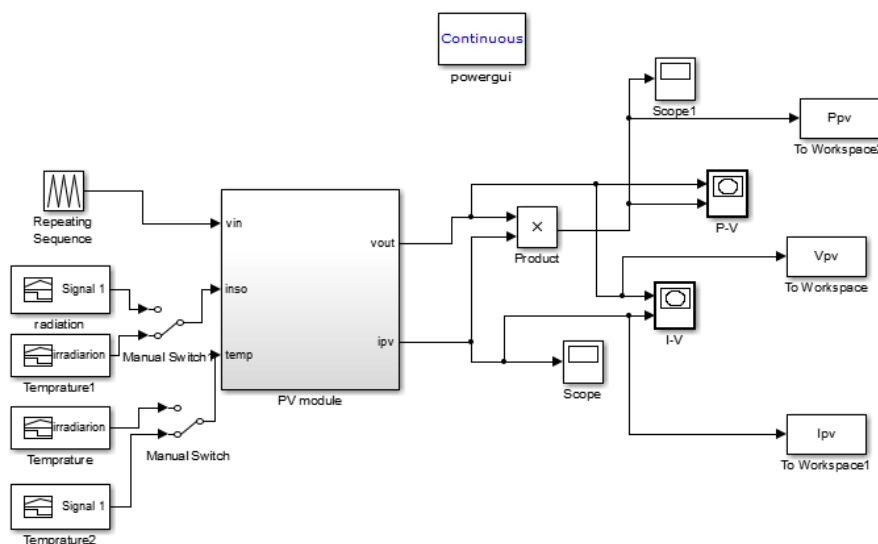 Continuous
powergui
Scope1
Ppv
To Workspace2
Repeating
Sequence
vin
vout
×
Product
P-V
Signal 1
radiation
inso
Vpv
To Workspace
irradiarion
Manual Switch1
Temprature1
temp
ipv
I-V
PV module
Scope
irradiarion
Temprature
Manual Switch
Ipv
To Workspace1
Signal 1
Temprature2